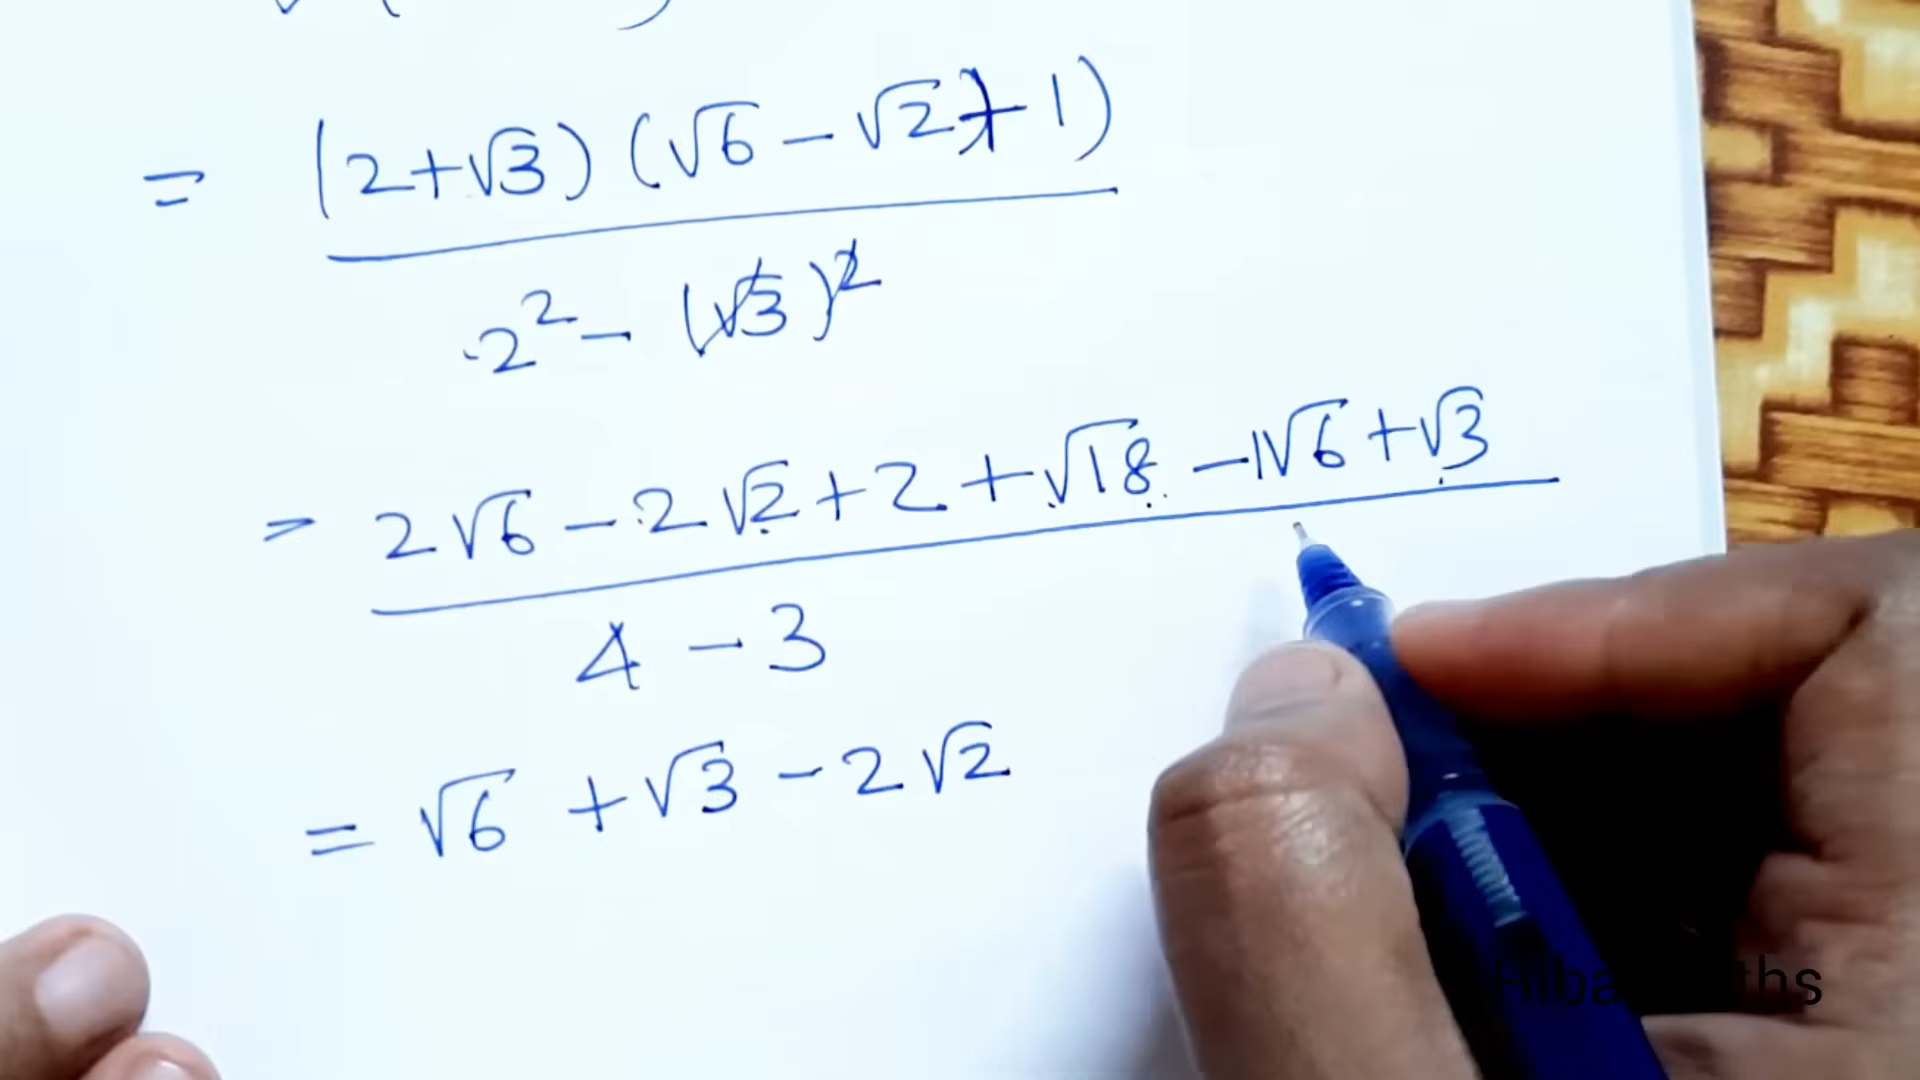 = (2+√3) (√6 - √2 + 1)
2² - (√3)²
= 2√6 - 2√2 + 2 + √18 - 1√6 + √3
4 - 3
= √6 + √3 - 2√2